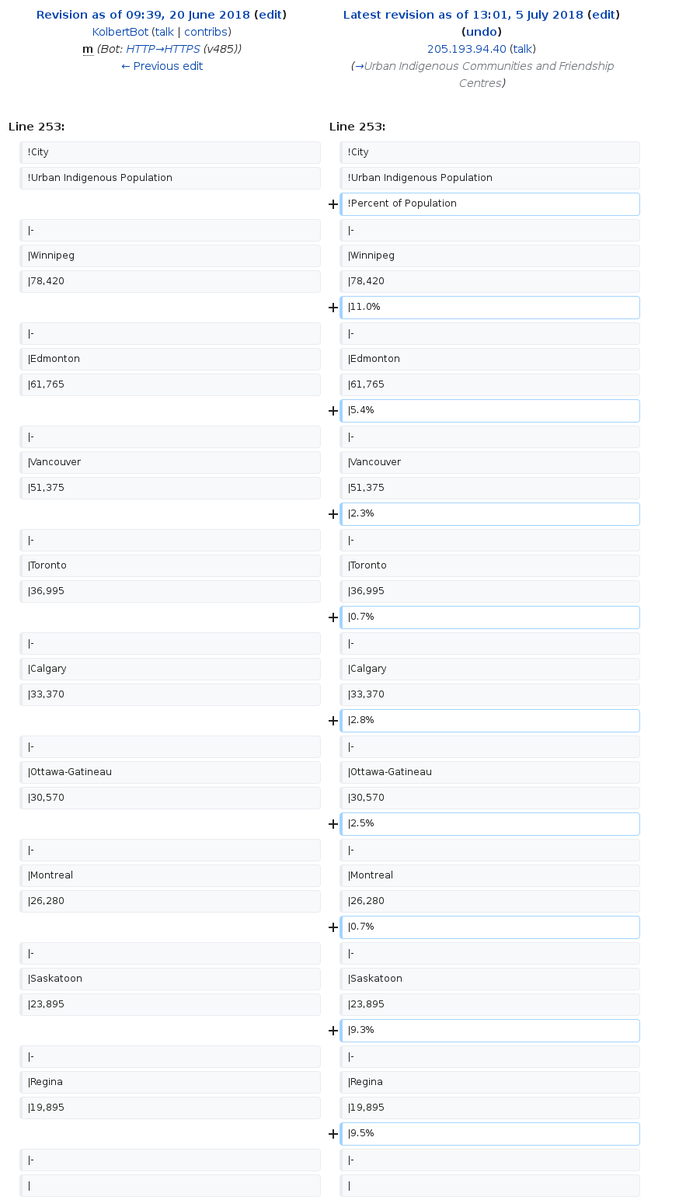 Revision as of 09:39, 20 June 2018 (edit)
KolbertBot (talk | contribs)
m (Bot: HTTP→HTTPS (v485))
← Previous edit
Latest revision as of 13:01, 5 July 2018 (edit)
(undo)
205.193.94.40 (talk)
(→Urban Indigenous Communities and Friendship
Centres)
Line 253: Line 253:
!City !City
!Urban Indigenous Population !Urban Indigenous Population
+ !Percent of Population
|- |-
|Winnipeg |Winnipeg
|78,420 |78,420
+ |11.0%
|- |-
|Edmonton |Edmonton
|61,765 |61,765
+ |5.4%
|- |-
|Vancouver |Vancouver
|51,375 |51,375
+ |2.3%
|- |-
|Toronto |Toronto
|36,995 |36,995
+ |0.7%
|- |-
|Calgary |Calgary
|33,370 |33,370
+ |2.8%
|- |-
|Ottawa-Gatineau |Ottawa-Gatineau
|30,570 |30,570
+ |2.5%
|- |-
|Montreal |Montreal
|26,280 |26,280
+ |0.7%
|- |-
|Saskatoon |Saskatoon
|23,895 |23,895
+ |9.3%
|- |-
|Regina |Regina
|19,895 |19,895
+ |9.5%
|- |-
| |